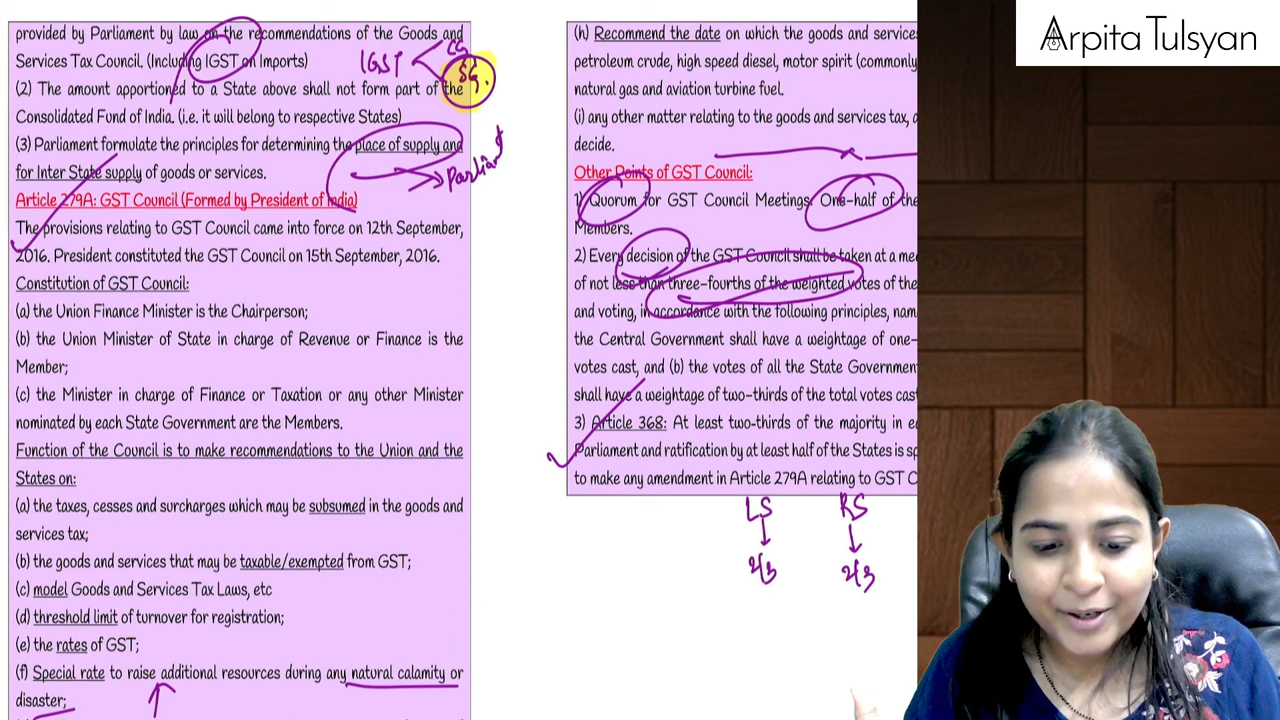 provided by Parliament by law on the recommendations of the Goods and
Services Tax Council. (Including IGST on Imports)
(2) The amount apportioned to a State above shall not form part of the
Consolidated Fund of India. (i.e. it will belong to respective States)
(3) Parliament formulate the principles for determining the place of supply and
for Inter State supply of goods or services.
Article 279A: GST Council (Formed by President of India)
The provisions relating to GST Council came into force on 12th September,
2016. President constituted the GST Council on 15th September, 2016.
Constitution of GST Council:
(a) the Union Finance Minister is the Chairperson;
(b) the Union Minister of State in charge of Revenue or Finance is the
Member;
(c) the Minister in charge of Finance or Taxation or any other Minister
nominated by each State Government are the Members.
Function of the Council is to make recommendations to the Union and the
States on:
(a) the taxes, cesses and surcharges which may be subsumed in the goods and
services tax;
(b) the goods and services that may be taxable/exempted from GST;
(c) model Goods and Services Tax Laws, etc
(d) threshold limit of turnover for registration;
(e) the rates of GST;
(f) Special rate to raise additional resources during any natural calamity or
disaster;
IGST
CG
SG.
(h) Recommend the date on which the goods and services
petroleum crude, high speed diesel, motor spirit (commonly
natural gas and aviation turbine fuel.
(i) any other matter relating to the goods and services tax, a
decide.
Other Points of GST Council:
1) Quorum for GST Council Meetings: One-half of the
Members.
2) Every decision of the GST Council shall be taken at a mee
of not less than three-fourths of the weighted votes of the
and voting, in accordance with the following principles, nam
the Central Government shall have a weightage of one-
votes cast, and (b) the votes of all the State Government
shall have a weightage of two-thirds of the total votes cast
3) Article 368: At least two-thirds of the majority in ea
Parliament and ratification by at least half of the States is sp
to make any amendment in Article 279A relating to GST C
LS RS
2/3 2/3
Arpita Tulsyan